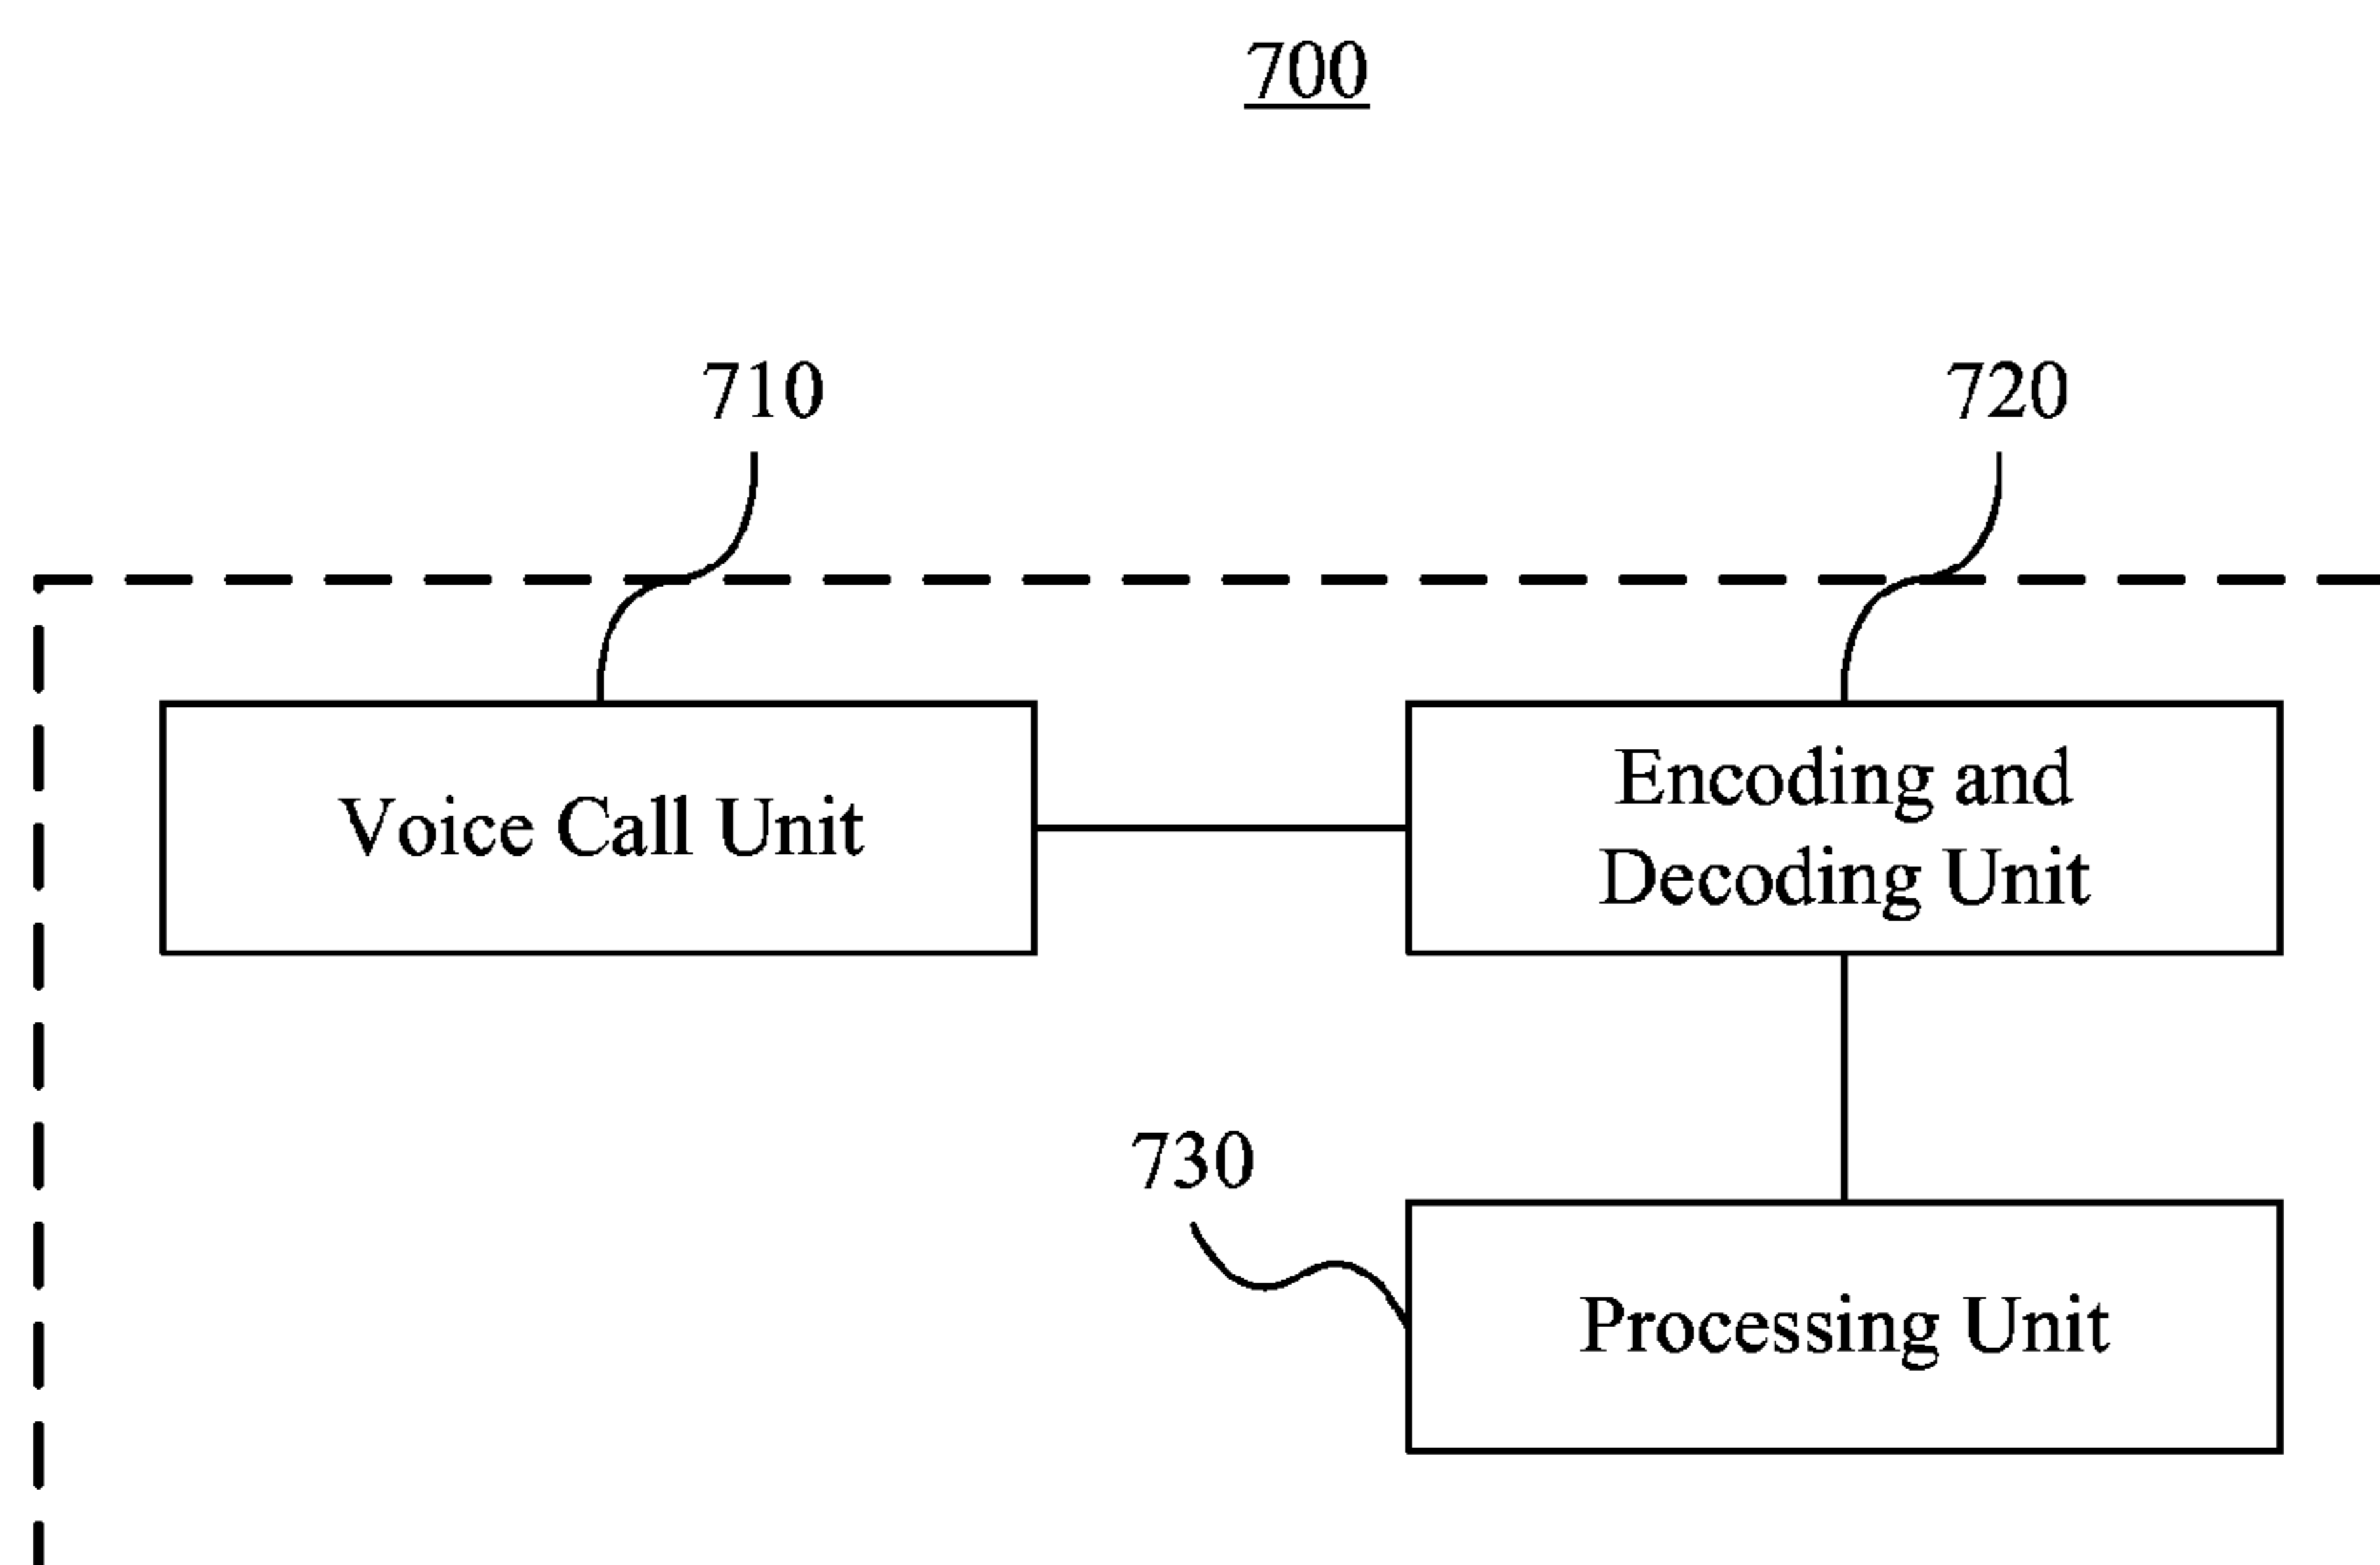 700
710
720
Voice Call Unit
Encoding and
Decoding Unit
730
Processing Unit